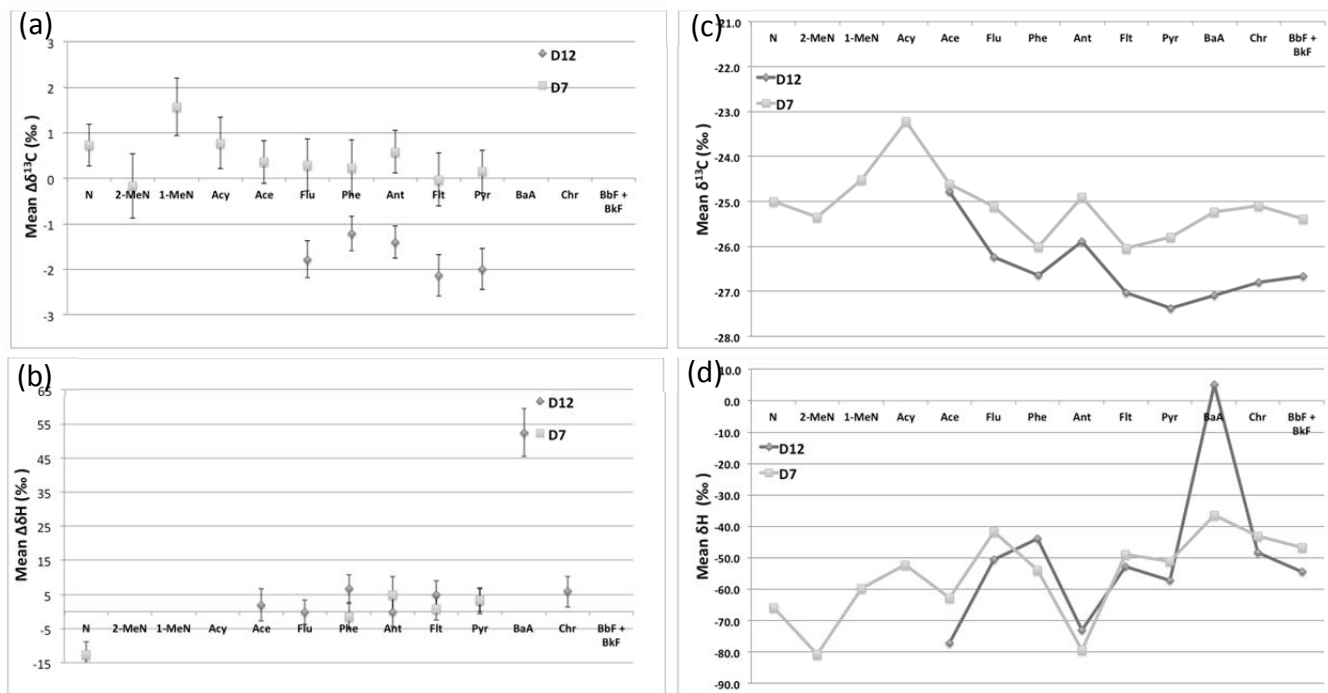 (a)
3
2
1
0
-1
-2
-3
Mean Δδ¹³C (‰)
D12
D7
N 2-MeN 1-MeN Acy Ace Flu Phe Ant Flt Pyr BaA Chr BbF +
BkF
(b)
65
55
45
35
25
15
5
-5
-15
Mean ΔδH (‰)
D12
D7
N 2-MeN 1-MeN Acy Ace Flu Phe Ant Flt Pyr BaA Chr BbF +
BkF
(c)
-21.0
-22.0
-23.0
-24.0
-25.0
-26.0
-27.0
-28.0
Mean δ¹³C (‰)
N 2-MeN 1-MeN Acy Ace Flu Phe Ant Flt Pyr BaA Chr BbF +
BkF
D12
D7
(d)
10.0
0.0
-10.0
-20.0
-30.0
-40.0
-50.0
-60.0
-70.0
-80.0
-90.0
Mean δH (‰)
N 2-MeN 1-MeN Acy Ace Flu Phe Ant Flt Pyr BaA Chr BbF +
BkF
D12
D7